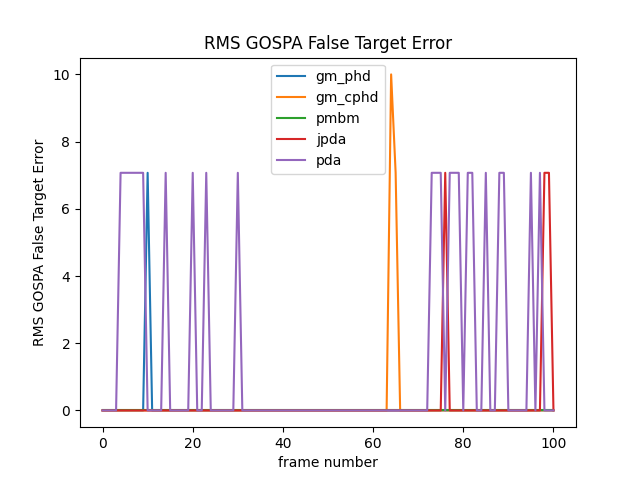 RMS GOSPA False Target Error
10
8
6
4
2
0
RMS GOSPA False Target Error
gm_phd
gm_cphd
pmbm
jpda
pda
0 20 40 60 80 100
frame number